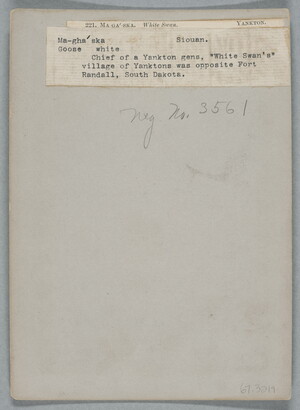 221. MA-GA´-SKA. White Swan. YANKTON.
Ma-gha´ska Siouan.
Goose white
Chief of a Yankton gens, "White Swan's"
village of Yanktons was opposite Fort
Randall, South Dakota.
Neg. No. 3561